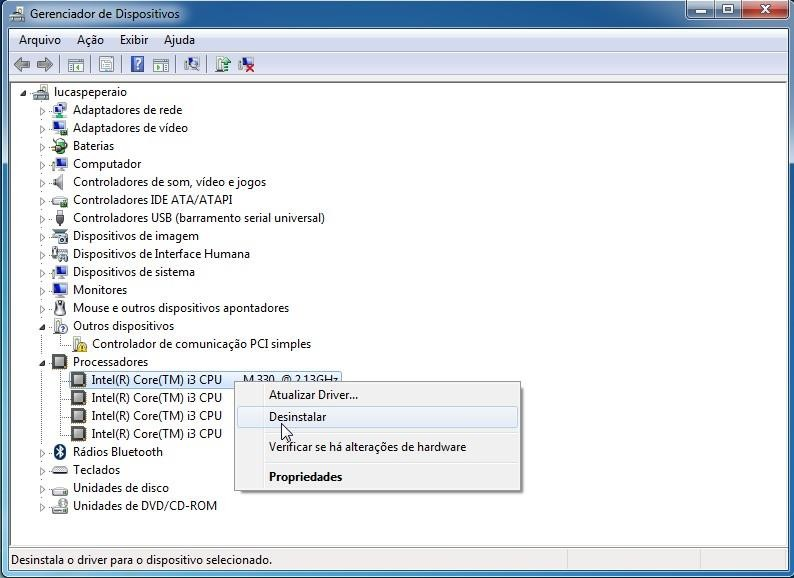 Gerenciador de Dispositivos
Arquivo Ação Exibir Ajuda
lucaspeperaio
Adaptadores de rede
Adaptadores de vídeo
Baterias
Computador
Controladores de som, vídeo e jogos
Controladores IDE ATA/ATAPI
Controladores USB (barramento serial universal)
Dispositivos de imagem
Dispositivos de Interface Humana
Dispositivos de sistema
Monitores
Mouse e outros dispositivos apontadores
Outros dispositivos
Controlador de comunicação PCI simples
Processadores
Intel(R) Core(TM) i3 CPU M 330 @ 2.13GHz
Intel(R) Core(TM) i3 CPU
Intel(R) Core(TM) i3 CPU
Intel(R) Core(TM) i3 CPU
Atualizar Driver...
Desinstalar
Verificar se há alterações de hardware
Propriedades
Rádios Bluetooth
Teclados
Unidades de disco
Unidades de DVD/CD-ROM
Desinstala o driver para o dispositivo selecionado.